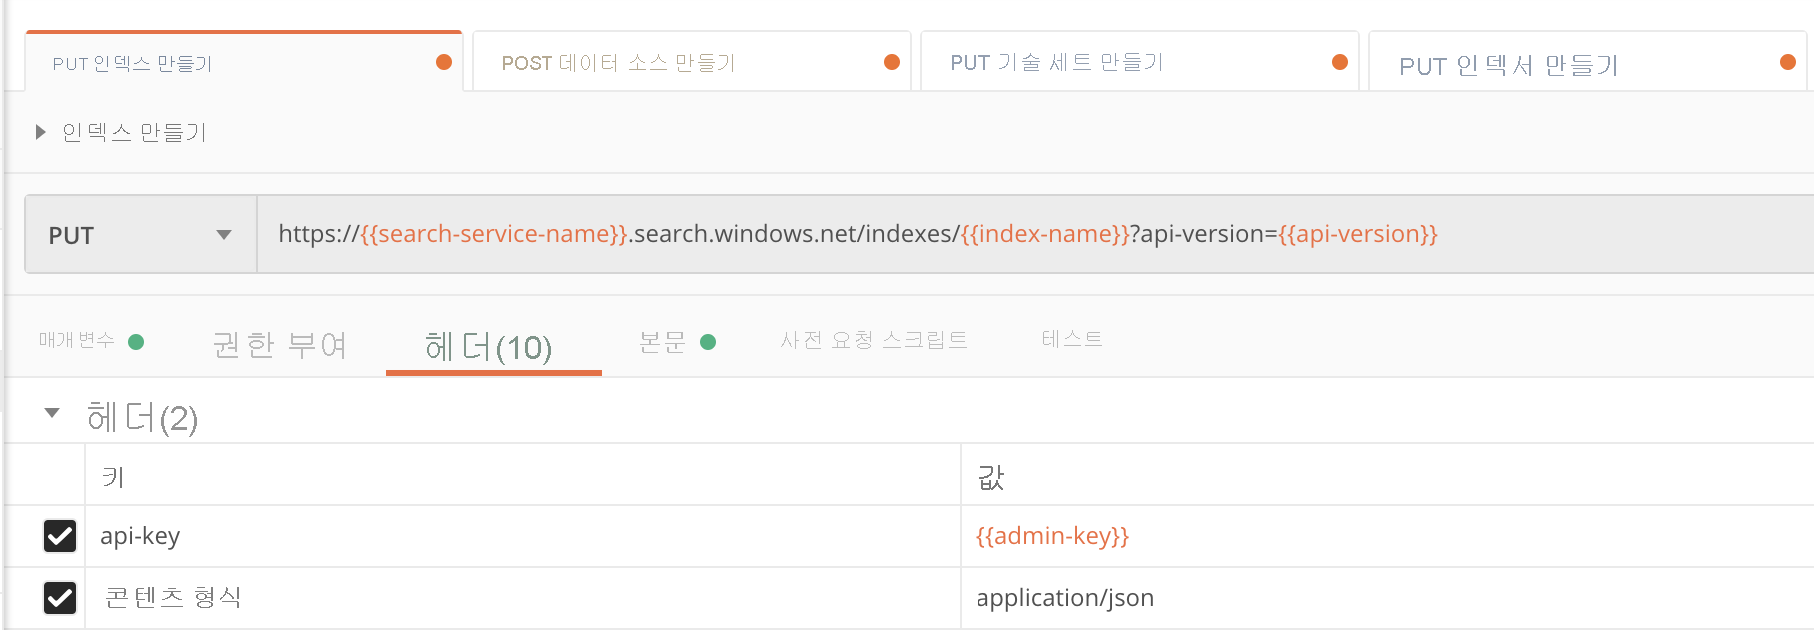 PUT 인덱스 만들기
POST 데이터 소스 만들기
PUT 기술 세트 만들기
PUT 인덱서 만들기
인덱스 만들기
PUT
https://{{search-service-name}}.search.windows.net/indexes/{{index-name}}?api-version={{api-version}}
매개 변수
권한 부여
헤더(10)
본문
사전 요청 스크립트
테스트
헤더(2)
키
값
api-key
{{admin-key}}
콘텐츠 형식
application/json